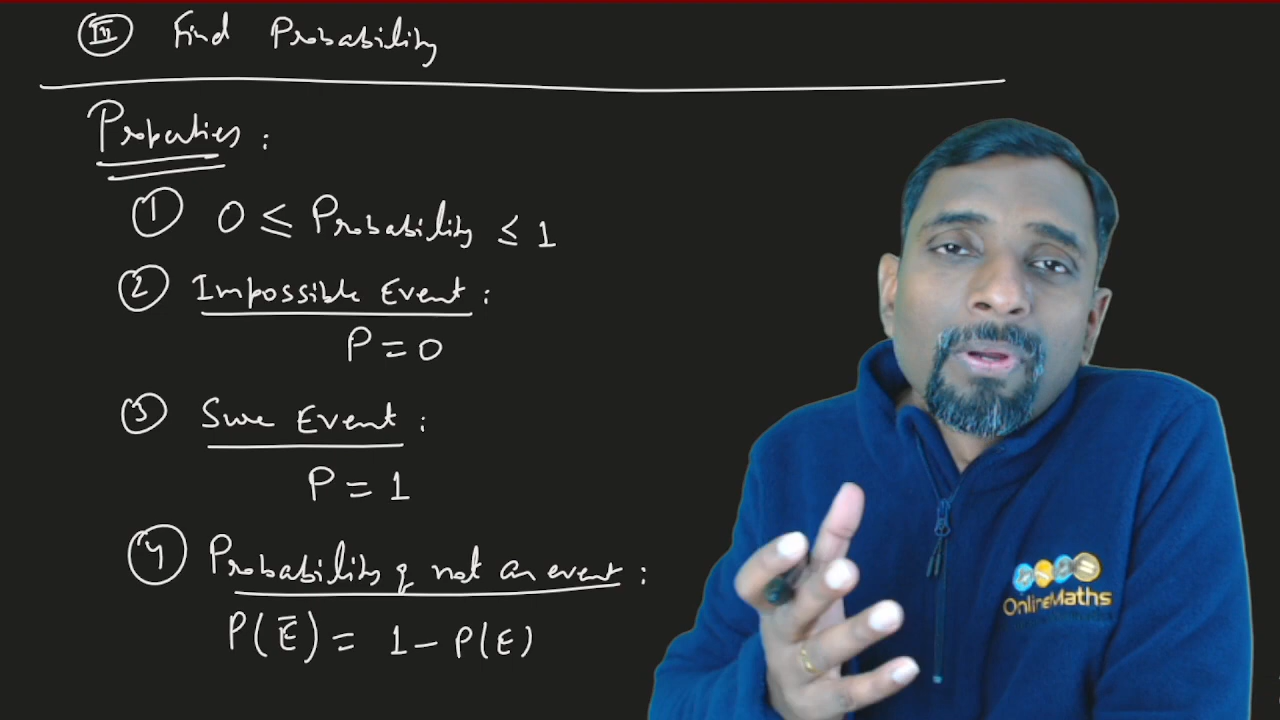 III Find Probability
Properties :
1 0 ≤ Probability ≤ 1
2 Impossible Event :
P = 0
3 Sure Event :
P = 1
4 Probability of not an event :
P(E̅) = 1 - P(E)
OnlineMaths